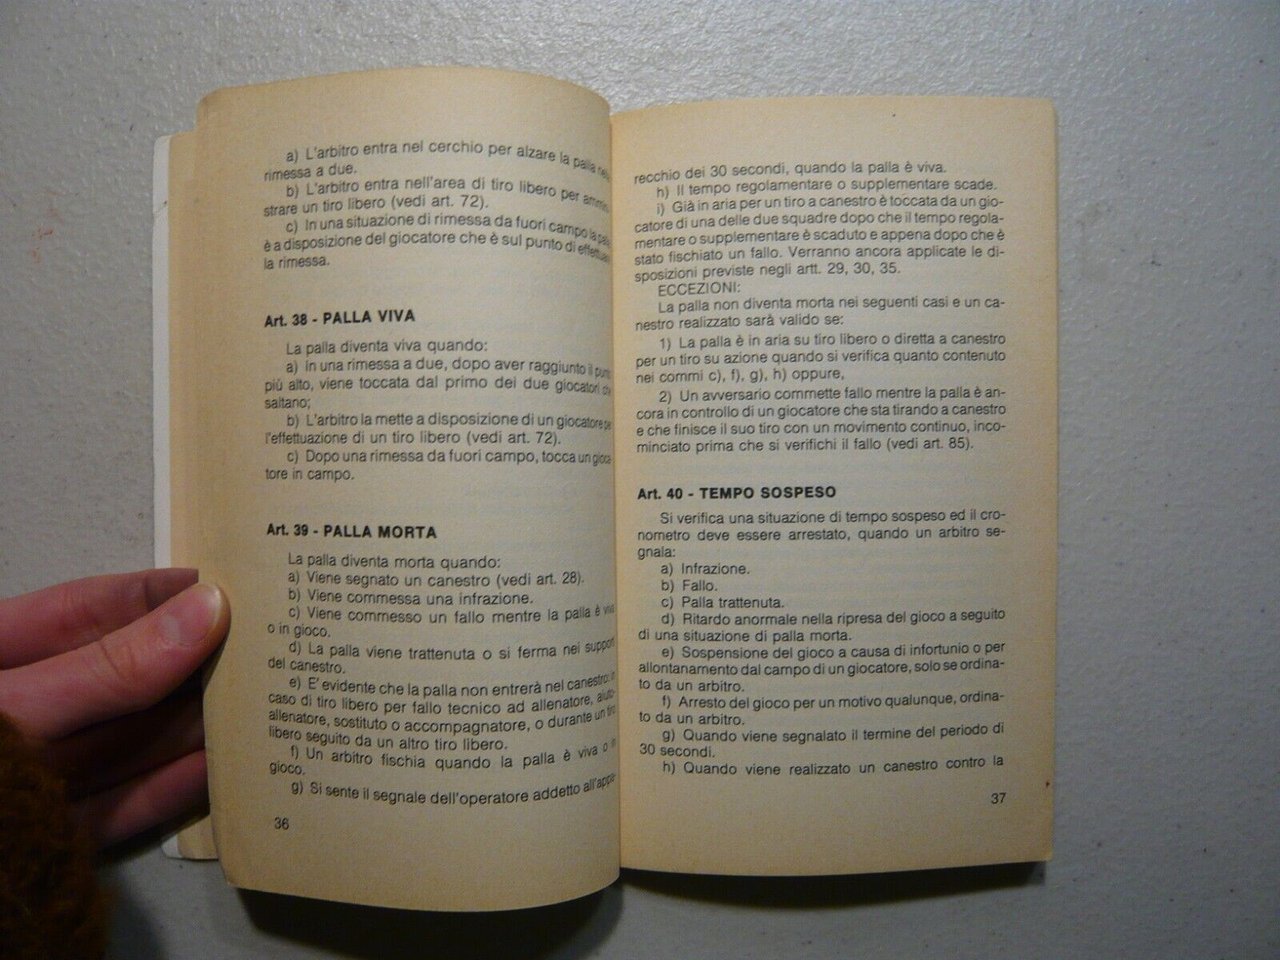 a) L'arbitro entra nel cerchio per alzare la palla nella
rimessa a due.
b) L'arbitro entra nell'area di tiro libero per ammini-
strare un tiro libero (vedi art. 72).
c) In una situazione di rimessa da fuori campo la palla
è a disposizione del giocatore che è sul punto di effettuare
la rimessa.
Art. 38 - PALLA VIVA
La palla diventa viva quando:
a) In una rimessa a due, dopo aver raggiunto il punto
più alto, viene toccata dal primo dei due giocatori che
saltano;
b) L'arbitro la mette a disposizione di un giocatore per
l'effettuazione di un tiro libero (vedi art. 72).
c) Dopo una rimessa da fuori campo, tocca un gioca-
tore in campo.
Art. 39 - PALLA MORTA
La palla diventa morta quando:
a) Viene segnato un canestro (vedi art. 28).
b) Viene commessa una infrazione.
c) Viene commesso un fallo mentre la palla è viva
o in gioco.
d) La palla viene trattenuta o si ferma nei supporti
del canestro.
e) E' evidente che la palla non entrerà nel canestro: in
caso di tiro libero per fallo tecnico ad allenatore, aiuto-
allenatore, sostituto o accompagnatore, o durante un tiro
libero seguito da un altro tiro libero.
f) Un arbitro fischia quando la palla è viva o in
gioco.
g) Si sente il segnale dell'operatore addetto all'appa-
36
recchio dei 30 secondi, quando la palla è viva.
h) Il tempo regolamentare o supplementare scade.
i) Già in aria per un tiro a canestro è toccata da un gio-
catore di una delle due squadre dopo che il tempo regola-
mentare o supplementare è scaduto e appena dopo che è
stato fischiato un fallo. Verranno ancora applicate le di-
sposizioni previste negli artt. 29, 30, 35.
ECCEZIONI:
La palla non diventa morta nei seguenti casi e un ca-
nestro realizzato sarà valido se:
1) La palla è in aria su tiro libero o diretta a canestro
per un tiro su azione quando si verifica quanto contenuto
nei commi c), f), g), h) oppure,
2) Un avversario commette fallo mentre la palla è an-
cora in controllo di un giocatore che sta tirando a canestro
e che finisce il suo tiro con un movimento continuo, inco-
minciato prima che si verifichi il fallo (vedi art. 85).
Art. 40 - TEMPO SOSPESO
Si verifica una situazione di tempo sospeso ed il cro-
nometro deve essere arrestato, quando un arbitro se-
gnala:
a) Infrazione.
b) Fallo.
c) Palla trattenuta.
d) Ritardo anormale nella ripresa del gioco a seguito
di una situazione di palla morta.
e) Sospensione del gioco a causa di infortunio o per
allontanamento dal campo di un giocatore, solo se ordina-
to da un arbitro.
f) Arresto del gioco per un motivo qualunque, ordina-
to da un arbitro.
g) Quando viene segnalato il termine del periodo di
30 secondi.
h) Quando viene realizzato un canestro contro la
37